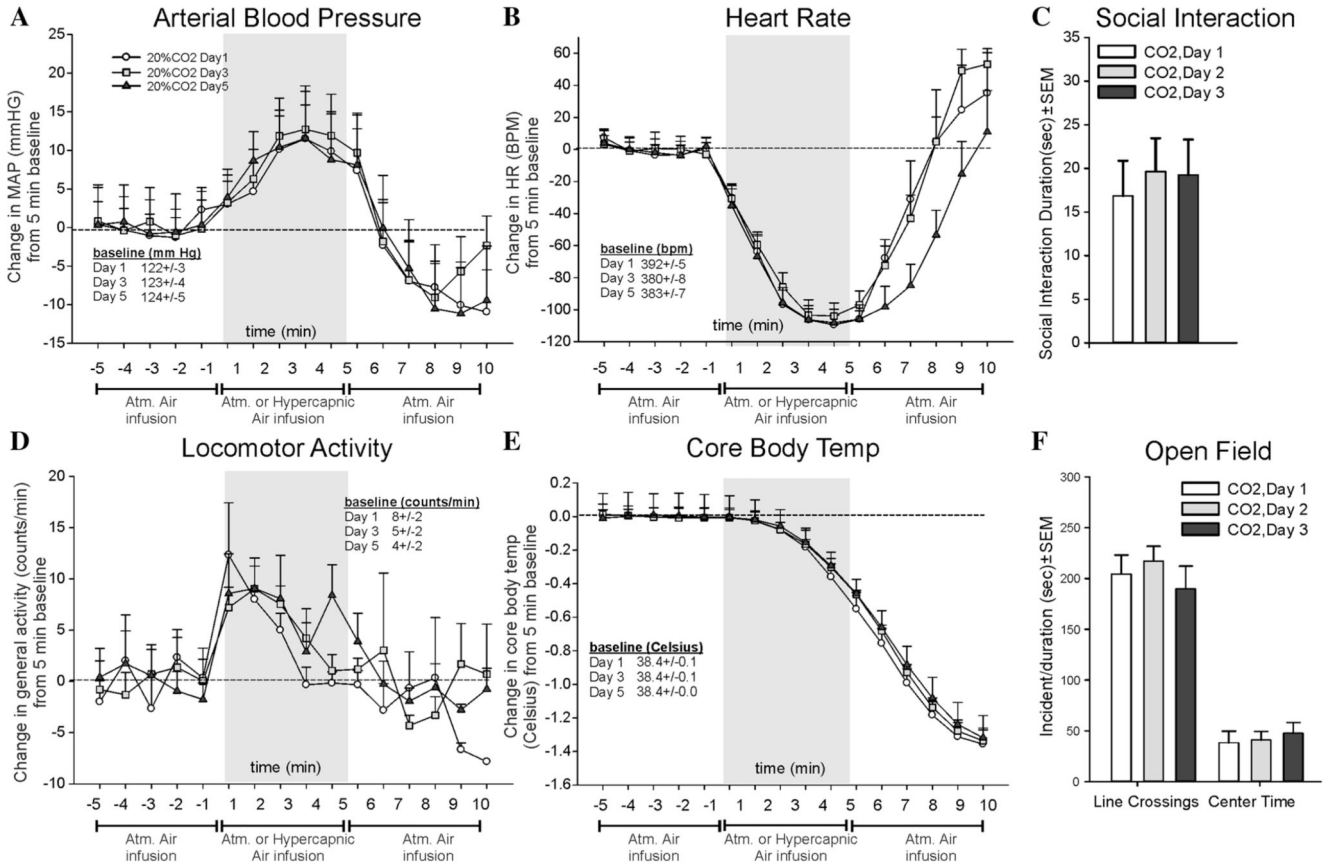 A
Arterial Blood Pressure
Change in MAP (mmHG)
from 5 min baseline
25
20
15
10
5
0
-5
-10
-15
20%CO2 Day1
20%CO2 Day3
20%CO2 Day5
baseline (mm Hg)
Day 1 122+/-3
Day 3 123+/-4
Day 5 124+/-5
time (min)
-5 -4 -3 -2 -1 1 2 3 4 5 6 7 8 9 10
Atm. Air
infusion
Atm. or Hypercapnic
Air infusion
Atm. Air
infusion
B
Heart Rate
Change in HR (BPM)
from 5 min baseline
60
40
20
0
-20
-40
-60
-80
-100
-120
baseline (bpm)
Day 1 392+/-5
Day 3 380+/-8
Day 5 383+/-7
time (min)
-5 -4 -3 -2 -1 1 2 3 4 5 6 7 8 9 10
Atm. Air
infusion
Atm. or Hypercapnic
Air infusion
Atm. Air
infusion
C
Social Interaction
Social Interaction Duration(sec)±SEM
35
30
25
20
15
10
5
0
CO2,Day 1
CO2,Day 2
CO2,Day 3
D
Locomotor Activity
Change in general activity (counts/min)
from 5 min baseline
20
15
10
5
0
-5
-10
baseline (counts/min)
Day 1 8+/-2
Day 3 5+/-2
Day 5 4+/-2
time (min)
-5 -4 -3 -2 -1 1 2 3 4 5 6 7 8 9 10
Atm. Air
infusion
Atm. or Hypercapnic
Air infusion
Atm. Air
infusion
E
Core Body Temp
Change in core body temp
(Celsius) from 5 min baseline
0.0
-0.2
-0.4
-0.6
-0.8
-1.0
-1.2
-1.4
-1.6
baseline (Celsius)
Day 1 38.4+/-0.1
Day 3 38.4+/-0.1
Day 5 38.4+/-0.0
time (min)
-5 -4 -3 -2 -1 1 2 3 4 5 6 7 8 9 10
Atm. Air
infusion
Atm. or Hypercapnic
Air infusion
Atm. Air
infusion
F
Open Field
Incident/duration (sec)±SEM
300
250
200
150
100
50
0
CO2,Day 1
CO2,Day 2
CO2,Day 3
Line Crossings Center Time